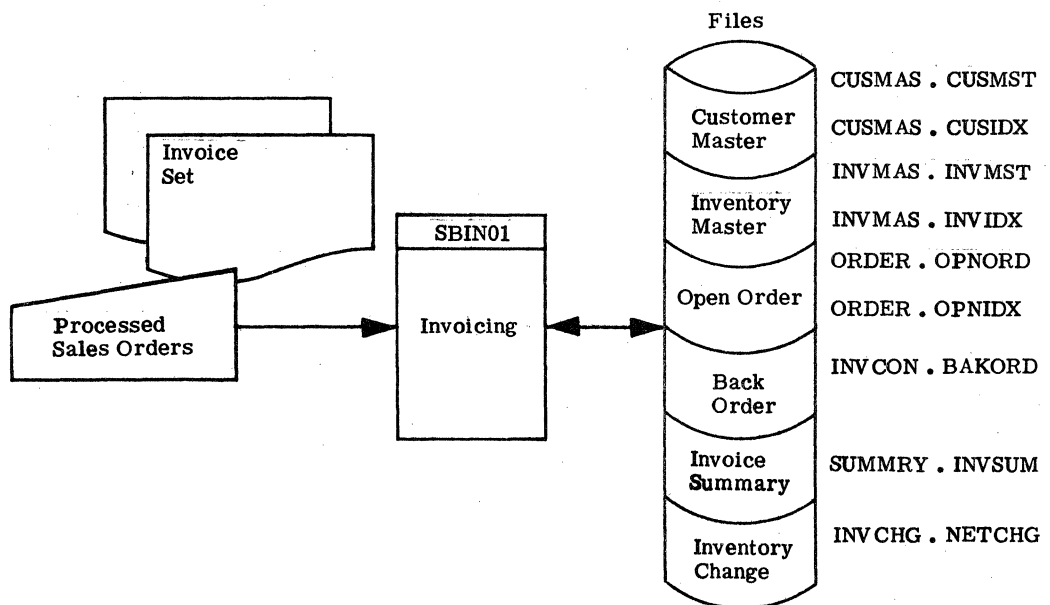 Files
CUSMAS . CUSMST
Customer
Master
CUSMAS . CUSIDX
Invoice
Set
INVMAS . INVMST
Inventory
Master
INVMAS . INVIDX
SBIN01
ORDER . OPNORD
Open Order
ORDER . OPNIDX
Processed
Sales Orders
Invoicing
INVCON . BAKORD
Back
Order
Invoice
Summary
SUMMRY . INVSUM
INVCHG . NETCHG
Inventory
Change